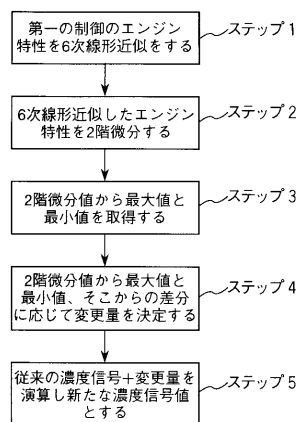 第一の制御のエンジン
特性を6次線形近似をする
ステップ1
6次線形近似したエンジン
特性を2階微分する
ステップ2
2階微分値から最大値と
最小値を取得する
ステップ3
2階微分値から最大値と
最小値、そこからの差分
に応じて変更量を決定する
ステップ4
従来の濃度信号+変更量を
演算し新たな濃度信号値
とする
ステップ5